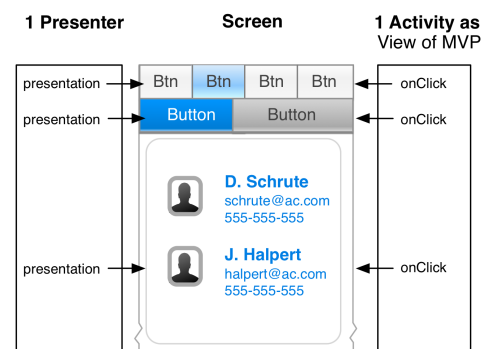 1 Presenter
Screen
1 Activity as
View of MVP
presentation
Btn
Btn
Btn
Btn
onClick
presentation
Button
Button
onClick
D. Schrute
schrute@ac.com
555-555-555
J. Halpert
presentation
halpert@ac.com
onClick
555-555-555